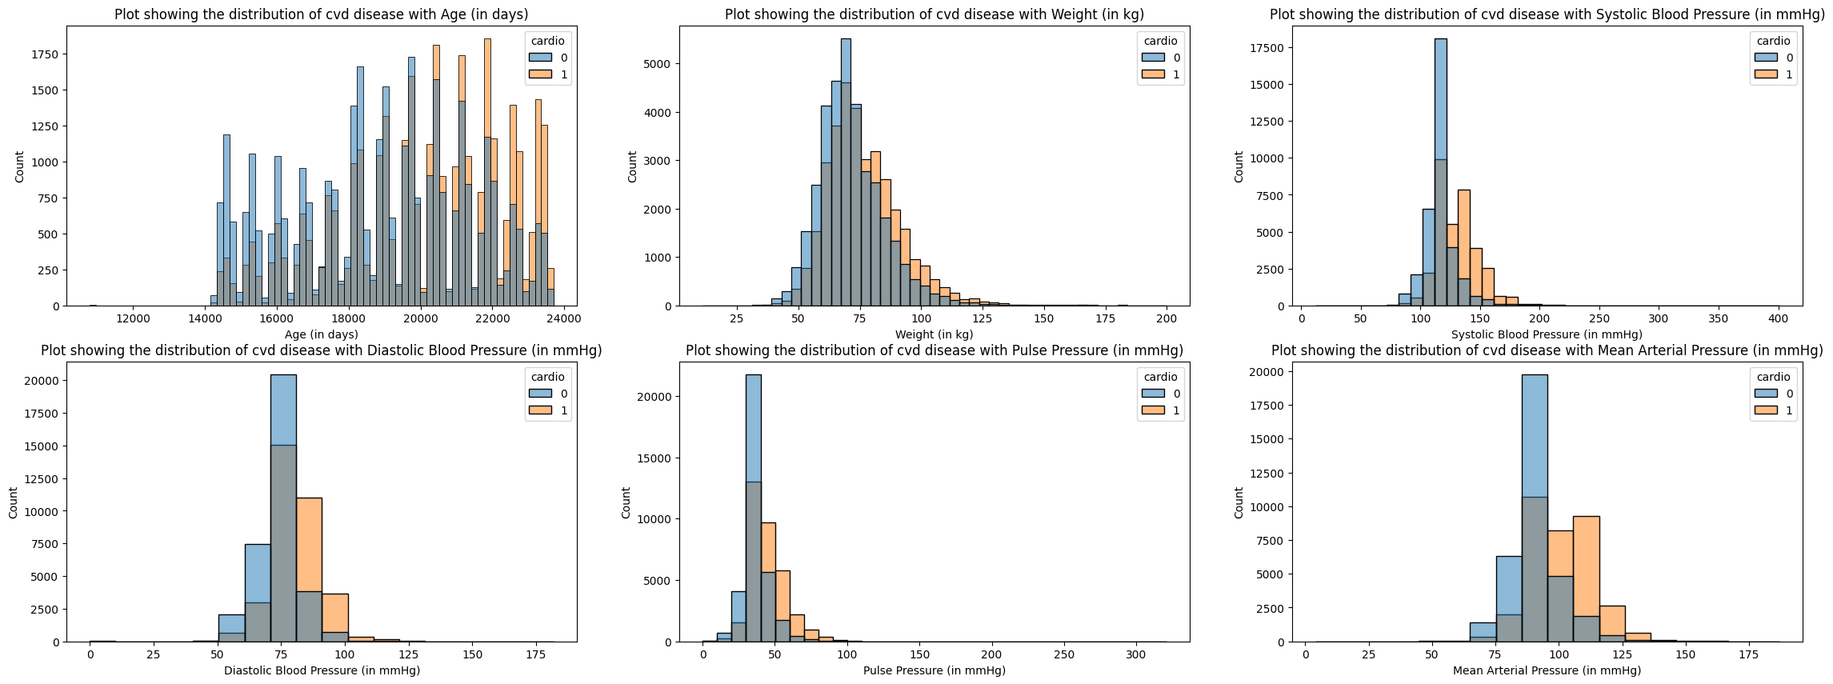 Plot showing the distribution of cvd disease with Age (in days)
cardio
0
1
1750
1500
1250
1000
750
500
250
0
Count
12000 14000 16000 18000 20000 22000 24000
Age (in days)
Plot showing the distribution of cvd disease with Weight (in kg)
cardio
0
1
5000
4000
3000
2000
1000
0
Count
25 50 75 100 125 150 175 200
Weight (in kg)
Plot showing the distribution of cvd disease with Systolic Blood Pressure (in mmHg)
cardio
0
1
17500
15000
12500
10000
7500
5000
2500
0
Count
0 50 100 150 200 250 300 350 400
Systolic Blood Pressure (in mmHg)
Plot showing the distribution of cvd disease with Diastolic Blood Pressure (in mmHg)
cardio
0
1
20000
17500
15000
12500
10000
7500
5000
2500
0
Count
0 25 50 75 100 125 150 175
Diastolic Blood Pressure (in mmHg)
Plot showing the distribution of cvd disease with Pulse Pressure (in mmHg)
cardio
0
1
20000
15000
10000
5000
0
Count
0 50 100 150 200 250 300
Pulse Pressure (in mmHg)
Plot showing the distribution of cvd disease with Mean Arterial Pressure (in mmHg)
cardio
0
1
20000
17500
15000
12500
10000
7500
5000
2500
0
Count
0 25 50 75 100 125 150 175
Mean Arterial Pressure (in mmHg)